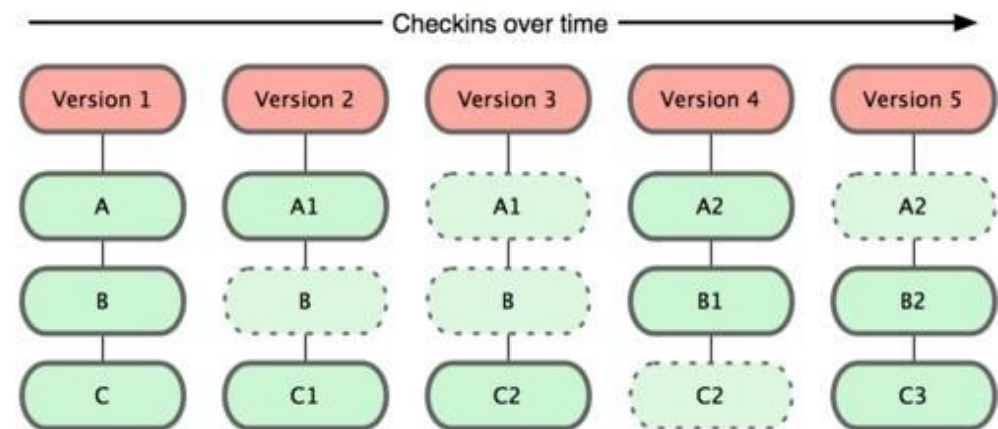 Checkins over time
Version 1 Version 2 Version 3 Version 4 Version 5
A A1 A1 A2 A2
B B B B1 B2
C C1 C2 C2 C3